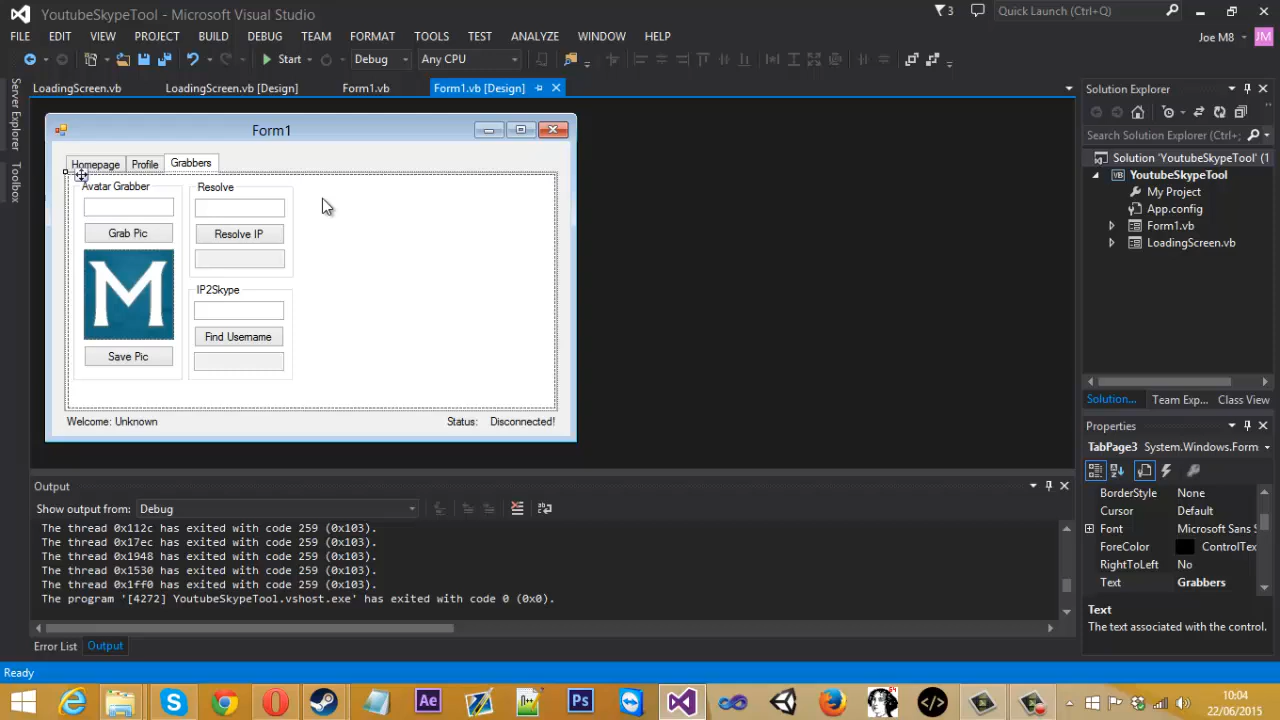 YoutubeSkypeTool - Microsoft Visual Studio
3
Quick Launch (Ctrl+Q)
FILE EDIT VIEW PROJECT BUILD DEBUG TEAM FORMAT TOOLS TEST ANALYZE WINDOW HELP
Joe M8 JM
Start Debug Any CPU
LoadingScreen.vb LoadingScreen.vb [Design] Form1.vb Form1.vb [Design]
Server Explorer
Toolbox
Form1
Homepage Profile Grabbers
Avatar Grabber
Grab Pic
M
Save Pic
Resolve
Resolve IP
IP2Skype
Find Username
Welcome: Unknown
Status: Disconnected!
Solution Explorer
Search Solution Explorer (Ctrl+;
Solution 'YoutubeSkypeTool' (1
VB YoutubeSkypeTool
My Project
App.config
Form1.vb
LoadingScreen.vb
Solution... Team Exp... Class View
Properties
TabPage3 System.Windows.Form
BorderStyle None
Cursor Default
Font Microsoft Sans S
ForeColor ControlTex
RightToLeft No
Text Grabbers
Text
The text associated with the control.
Output
Show output from: Debug
The thread 0x112c has exited with code 259 (0x103).
The thread 0x17ec has exited with code 259 (0x103).
The thread 0x1948 has exited with code 259 (0x103).
The thread 0x1530 has exited with code 259 (0x103).
The thread 0x1ff0 has exited with code 259 (0x103).
The program '[4272] YoutubeSkypeTool.vshost.exe' has exited with code 0 (0x0).
Error List Output
Ready
Ae
Ps
10:04
22/06/2015